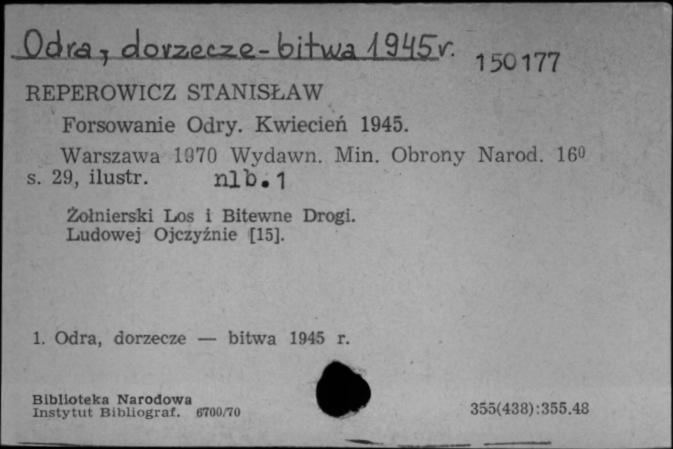 Odra, dorzecze - bitwa 1945 r.
150177
REPEROWICZ STANISŁAW
Forsowanie Odry. Kwiecień 1945.
Warszawa 1970 Wydawn. Min. Obrony Narod. 16⁰
s. 29, ilustr. nlb. 1
Żołnierski Los i Bitewne Drogi.
Ludowej Ojczyźnie [15].
1. Odra, dorzecze — bitwa 1945 r.
Biblioteka Narodowa
Instytut Bibliograf. 6700/70
355(438):355.48